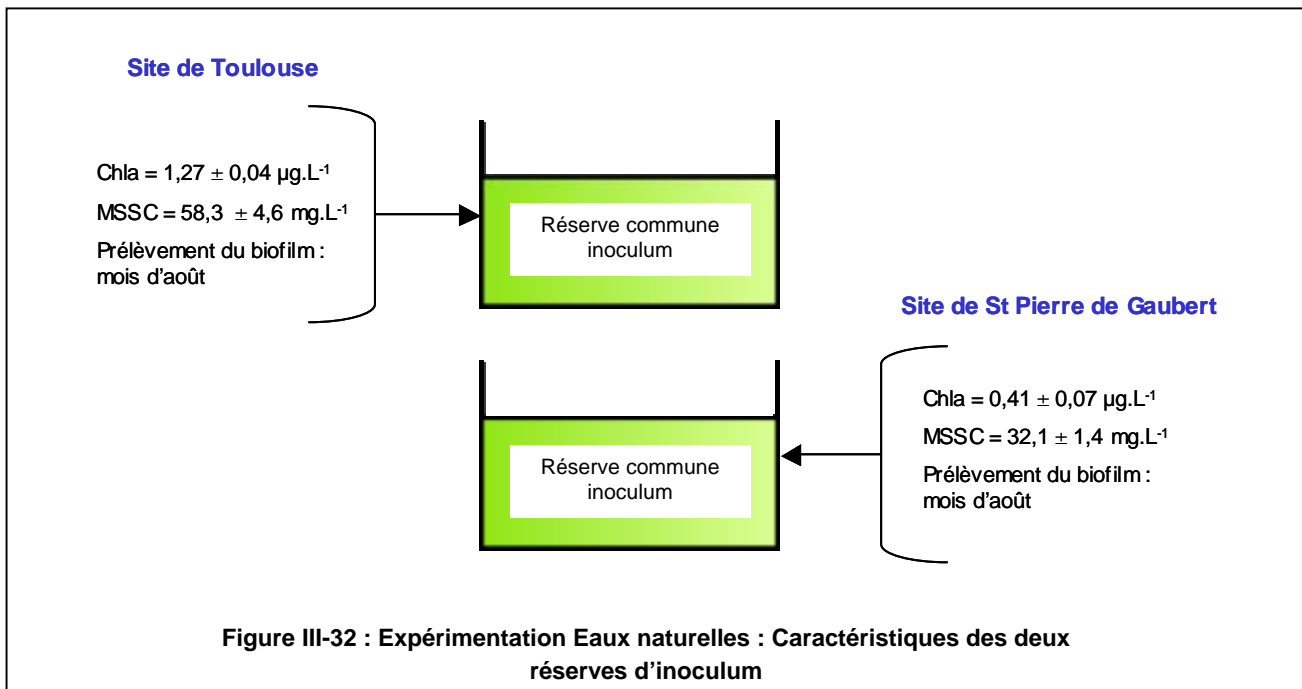 Site de Toulouse
Chla = 1,27 ± 0,04 µg.L-1
MSSC = 58,3 ± 4,6 mg.L-1
Prélèvement du biofilm :
mois d'août
Réserve commune
inoculum
Site de St Pierre de Gaubert
Réserve commune
inoculum
Chla = 0,41 ± 0,07 µg.L-1
MSSC = 32,1 ± 1,4 mg.L-1
Prélèvement du biofilm :
mois d'août
Figure III-32 : Expérimentation Eaux naturelles : Caractéristiques des deux
réserves d'inoculum